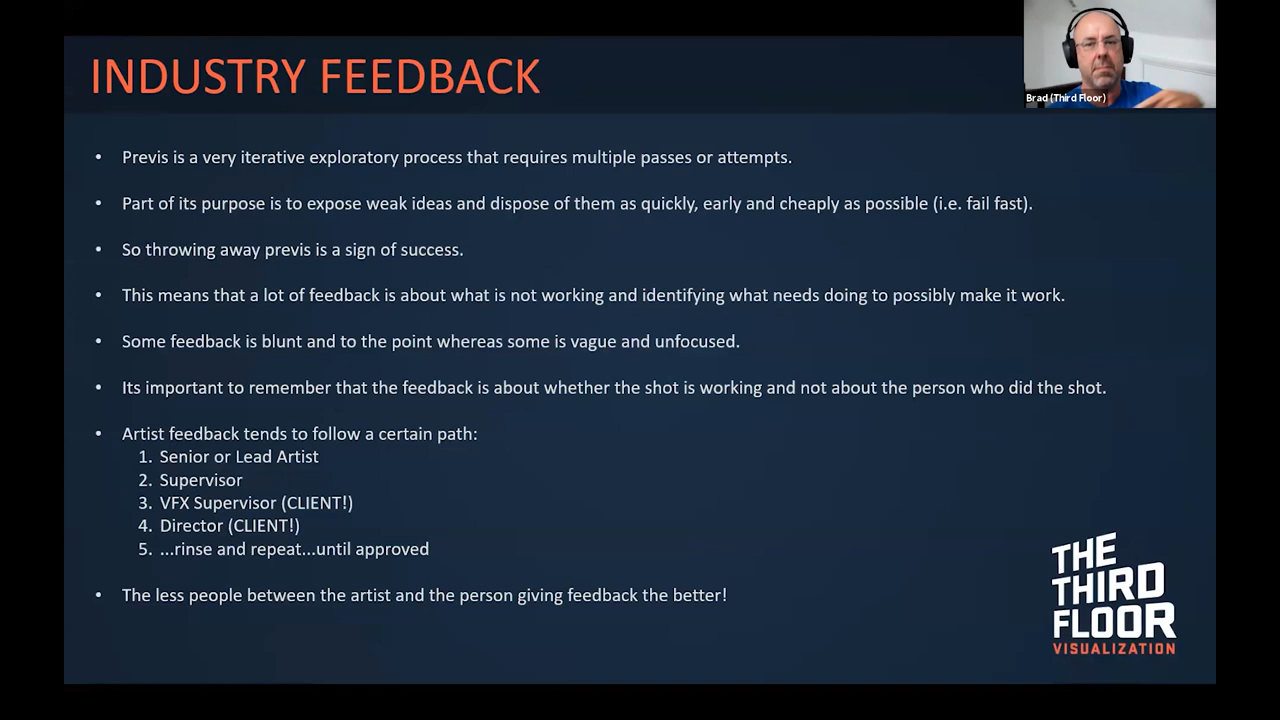 INDUSTRY FEEDBACK
Brad (Third Floor)
• Previs is a very iterative exploratory process that requires multiple passes or attempts.
• Part of its purpose is to expose weak ideas and dispose of them as quickly, early and cheaply as possible (i.e. fail fast).
• So throwing away previs is a sign of success.
• This means that a lot of feedback is about what is not working and identifying what needs doing to possibly make it work.
• Some feedback is blunt and to the point whereas some is vague and unfocused.
• Its important to remember that the feedback is about whether the shot is working and not about the person who did the shot.
• Artist feedback tends to follow a certain path:
1. Senior or Lead Artist
2. Supervisor
3. VFX Supervisor (CLIENT!)
4. Director (CLIENT!)
5. ...rinse and repeat...until approved
• The less people between the artist and the person giving feedback the better!
THE
THIRD
FLOOR
VISUALIZATION